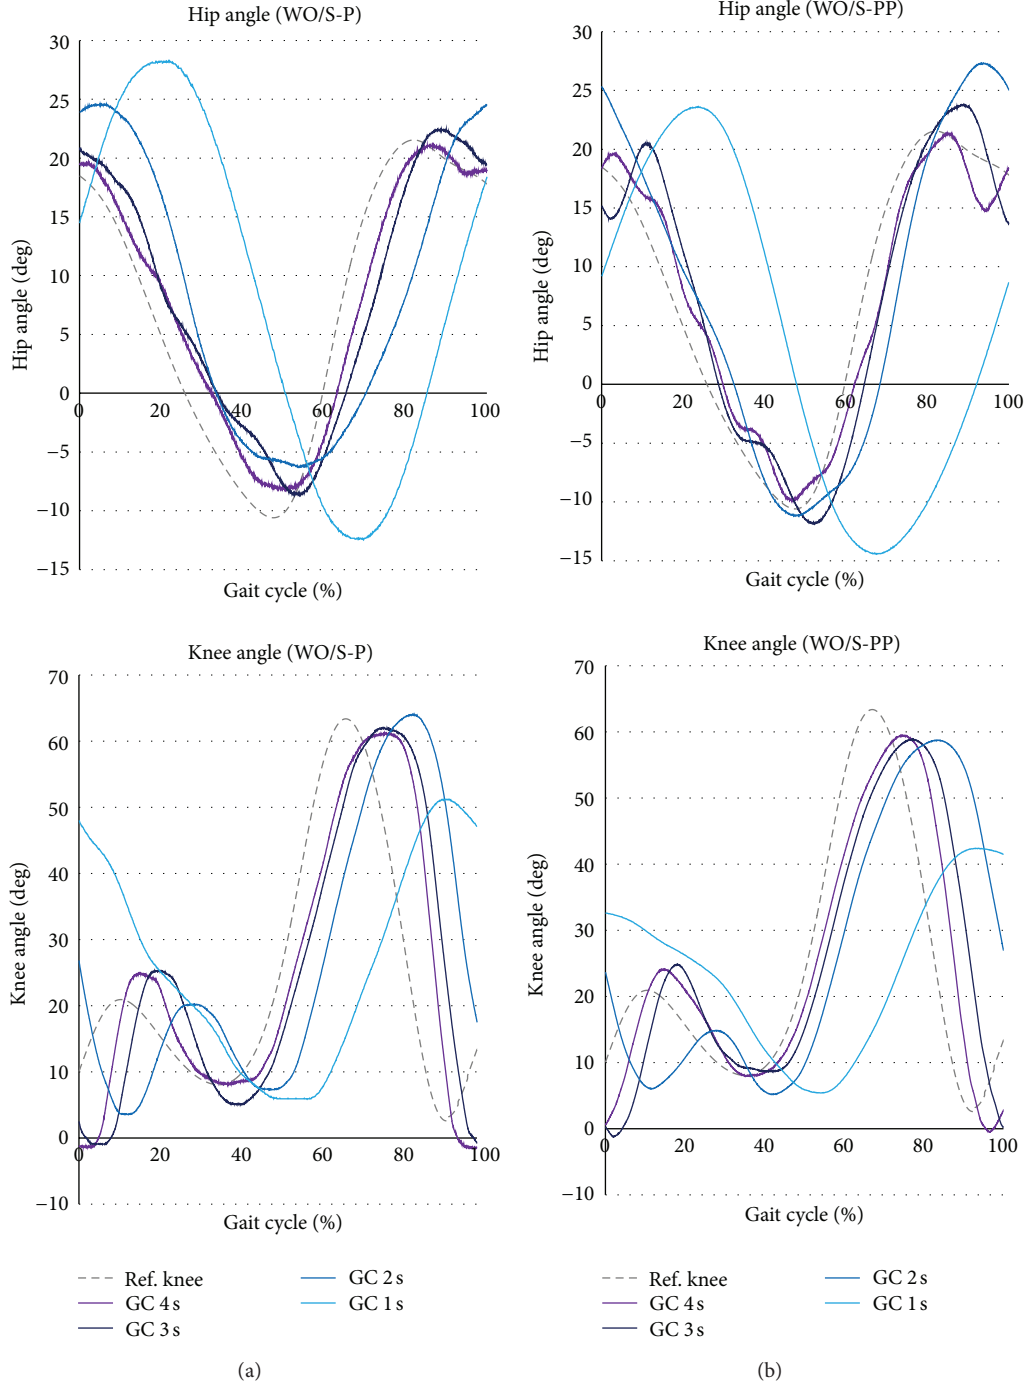 Hip angle (WO/S-P)
30
25
20
15
10
5
0
−5
−10
−15
0
20
40
60
80
100
Hip angle (deg)
Gait cycle (%)
Hip angle (WO/S-PP)
30
25
20
15
10
5
0
−5
−10
−15
0
20
40
60
80
100
Hip angle (deg)
Gait cycle (%)
Knee angle (WO/S-P)
70
60
50
40
30
20
10
0
−10
0
20
40
60
80
100
Knee angle (deg)
Gait cycle (%)
Knee angle (WO/S-PP)
70
60
50
40
30
20
10
0
−10
0
20
40
60
80
100
Knee angle (deg)
Gait cycle (%)
Ref. knee
GC 4 s
GC 3 s
GC 2 s
GC 1 s
Ref. knee
GC 4 s
GC 3 s
GC 2 s
GC 1 s
(a)
(b)